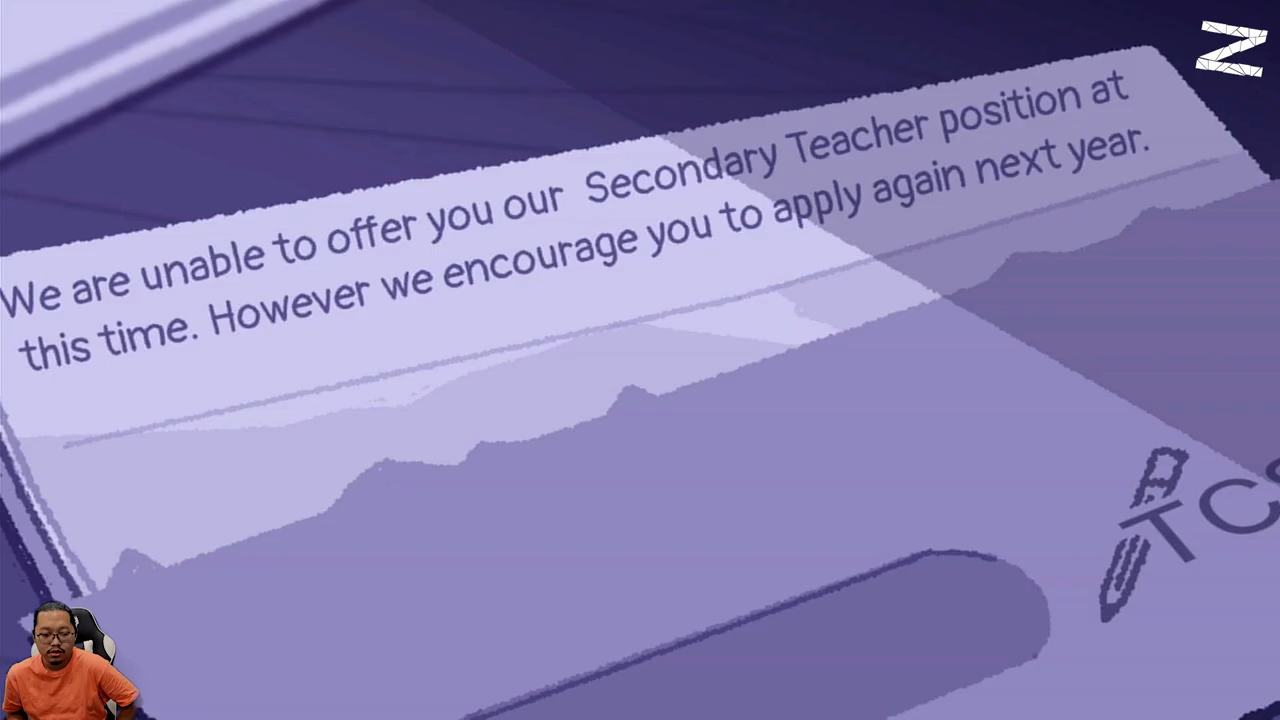 We are unable to offer you our Secondary Teacher position at
this time. However we encourage you to apply again next year.
TC
Z